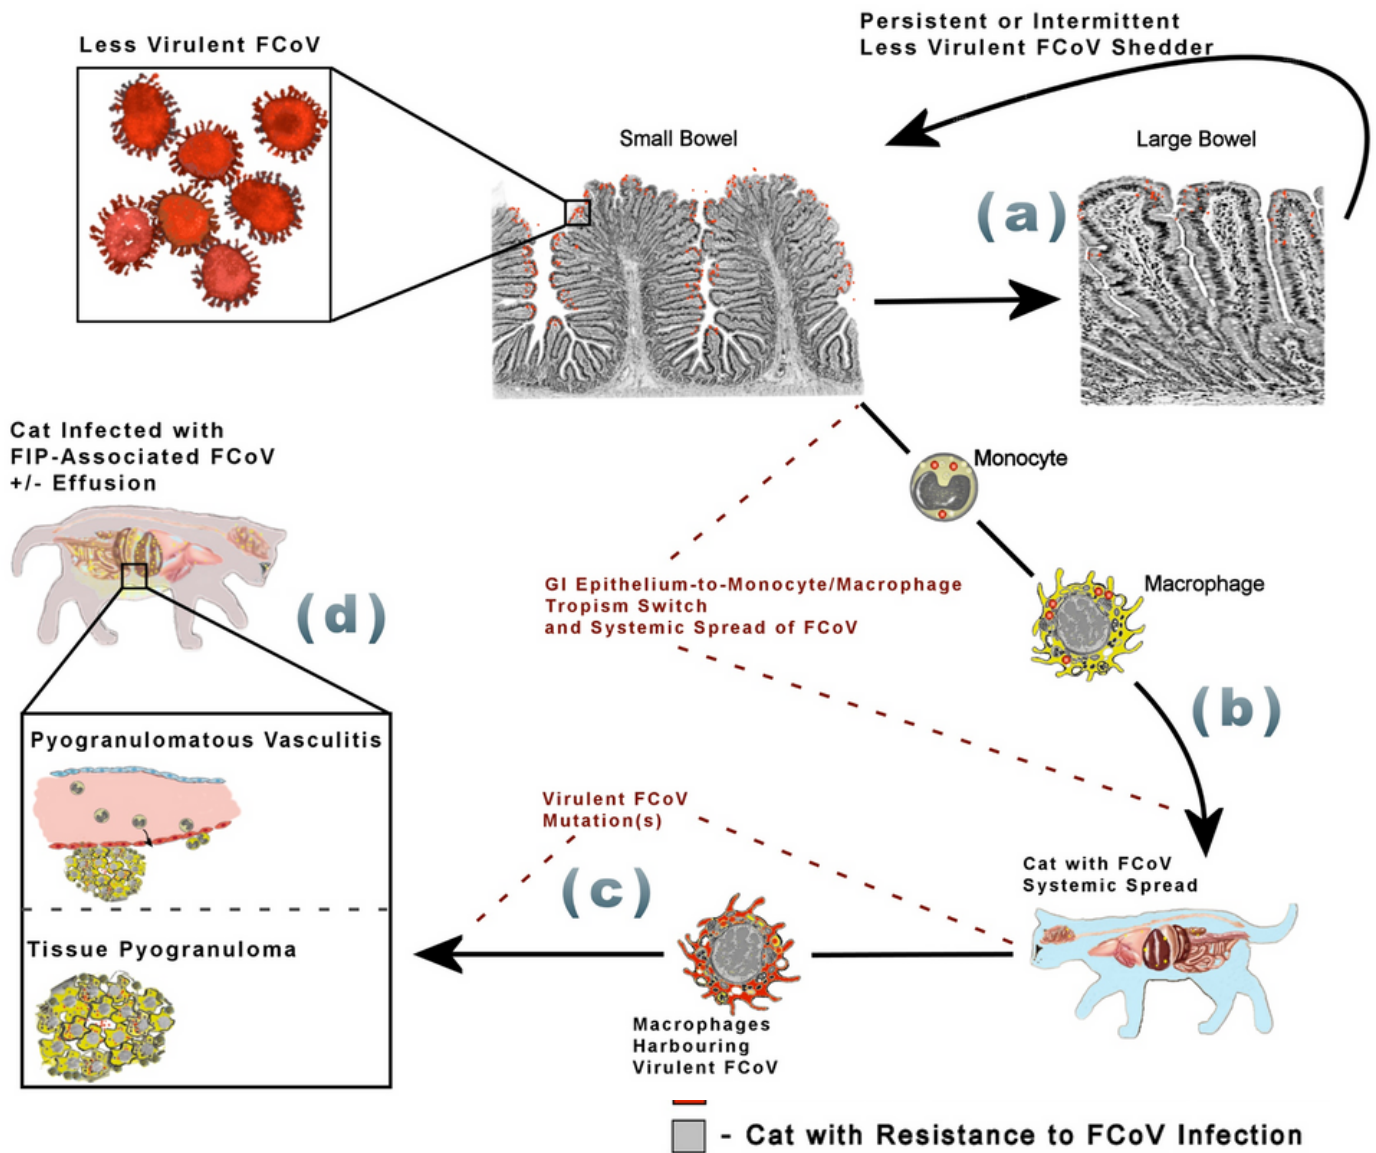 Persistent or Intermittent
Less Virulent FCoV Shedder
Less Virulent FCoV
Small Bowel
Large Bowel
(a)
Cat Infected with
FIP-Associated FCoV
+/- Effusion
Monocyte
GI Epithelium-to-Monocyte/Macrophage
Tropism Switch
and Systemic Spread of FCoV
Macrophage
(d)
(b)
Pyogranulomatous Vasculitis
Virulent FCoV
Mutation(s)
(c)
Cat with FCoV
Systemic Spread
Tissue Pyogranuloma
Macrophages
Harbouring
Virulent FCoV
- Cat with Resistance to FCoV Infection